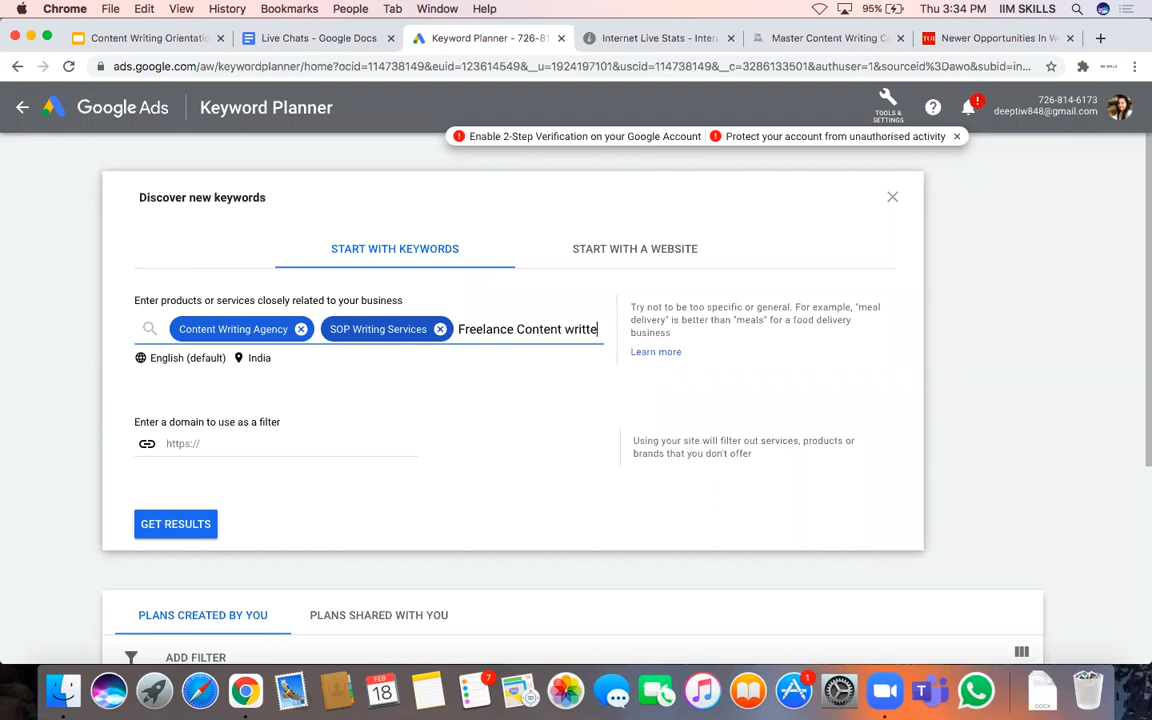 Chrome File Edit View History Bookmarks People Tab Window Help 95% Thu 3:34 PM IIM SKILLS
Content Writing Orientatio Live Chats - Google Docs Keyword Planner - 726-81 Internet Live Stats - Inter Master Content Writing C Newer Opportunities In W
ads.google.com/aw/keywordplanner/home?ocid=114738149&euid=123614549&__u=1924197101&uscid=114738149&__c=3286133501&authuser=1&sourceid%3Dawo&subid=in...
Google Ads Keyword Planner
TOOLS & SETTINGS
726-814-6173
deeptiw848@gmail.com
Enable 2-Step Verification on your Google Account Protect your account from unauthorised activity
Discover new keywords
START WITH KEYWORDS START WITH A WEBSITE
Enter products or services closely related to your business
Content Writing Agency SOP Writing Services Freelance Content writte
English (default) India
Try not to be too specific or general. For example, "meal
delivery" is better than "meals" for a food delivery
business
Learn more
Enter a domain to use as a filter
https://
Using your site will filter out services, products or
brands that you don't offer
GET RESULTS
PLANS CREATED BY YOU PLANS SHARED WITH YOU
ADD FILTER
FEB
18
7
1
DOCX